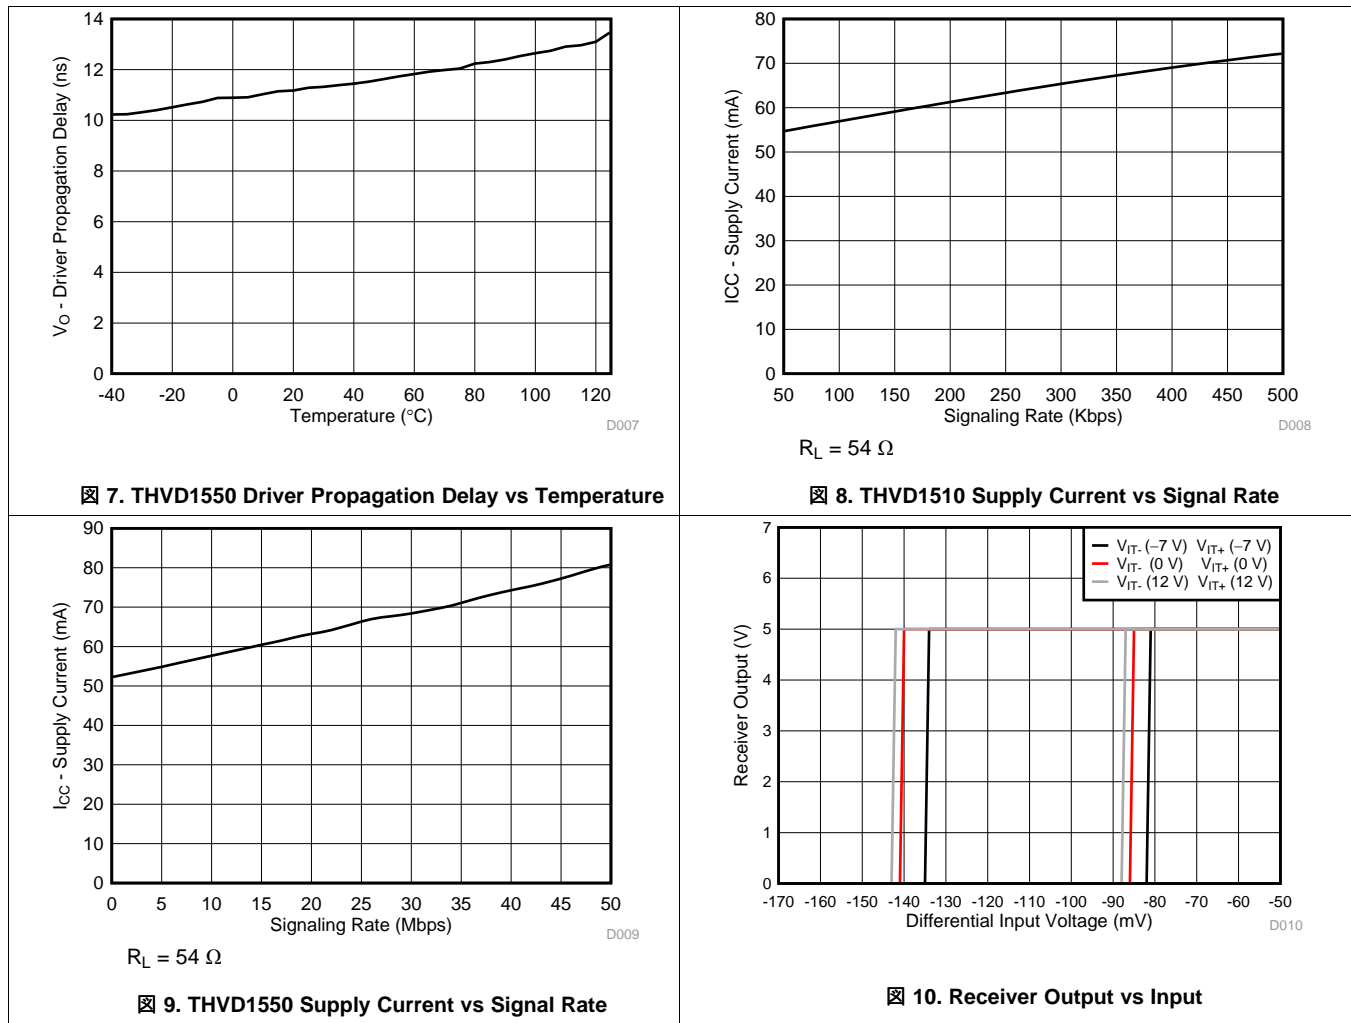 14
12
10
8
6
4
2
0
-40 -20 0 20 40 60 80 100 120
VO - Driver Propagation Delay (ns)
Temperature (°C)
D007
図 7. THVD1550 Driver Propagation Delay vs Temperature
80
70
60
50
40
30
20
10
0
50 100 150 200 250 300 350 400 450 500
ICC - Supply Current (mA)
Signaling Rate (Kbps)
D008
RL = 54 Ω
図 8. THVD1510 Supply Current vs Signal Rate
90
80
70
60
50
40
30
20
10
0
0 5 10 15 20 25 30 35 40 45 50
ICC - Supply Current (mA)
Signaling Rate (Mbps)
D009
RL = 54 Ω
図 9. THVD1550 Supply Current vs Signal Rate
7
6
5
4
3
2
1
0
-170 -160 -150 -140 -130 -120 -110 -100 -90 -80 -70 -60 -50
Receiver Output (V)
Differential Input Voltage (mV)
D010
VIT- (–7 V) VIT+ (–7 V)
VIT- (0 V) VIT+ (0 V)
VIT- (12 V) VIT+ (12 V)
図 10. Receiver Output vs Input